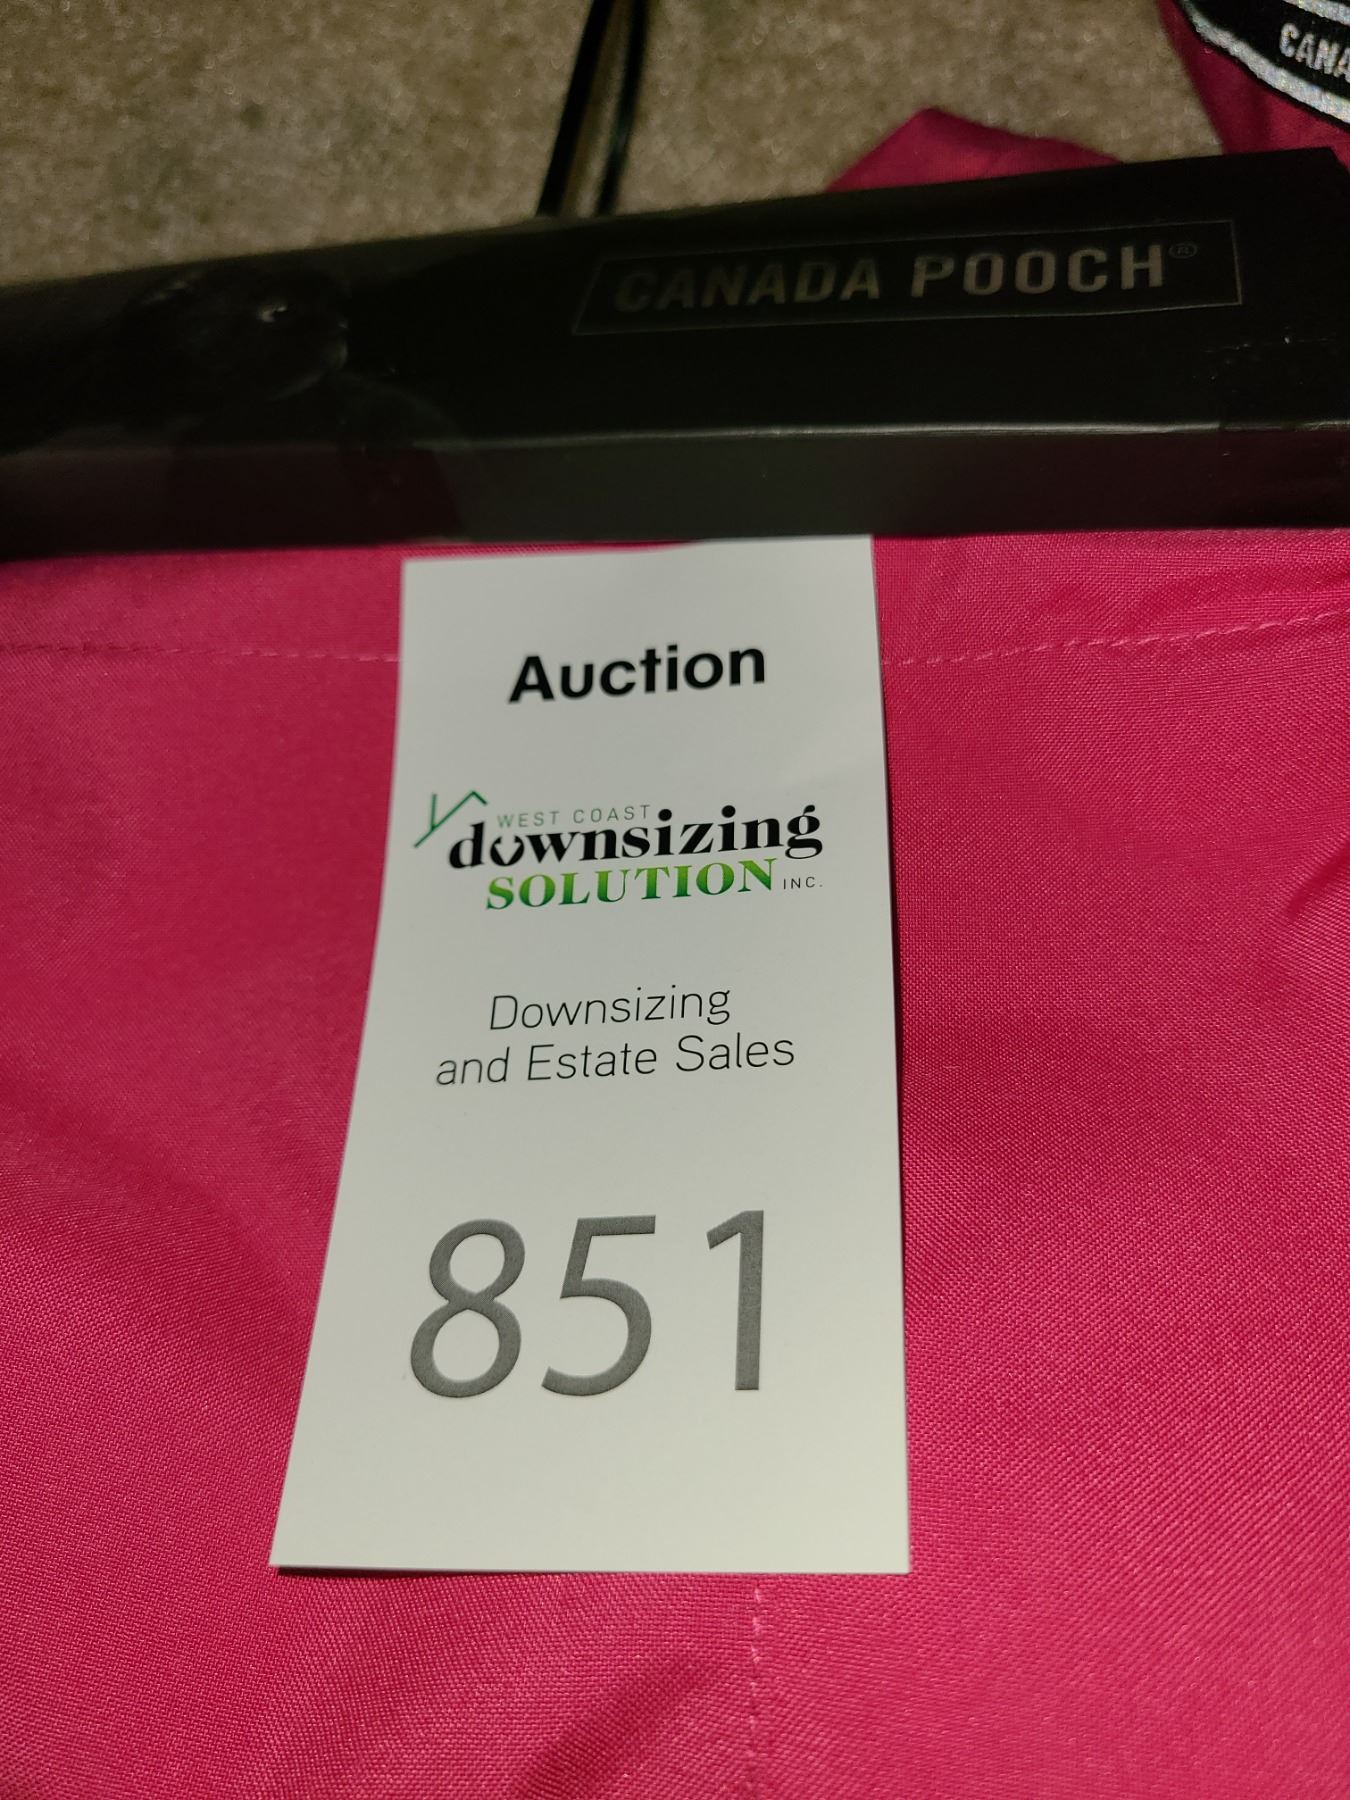 CANA
CANADA POOCH®
Auction
WEST COAST
downsizing
SOLUTION INC.
Downsizing
and Estate Sales
851